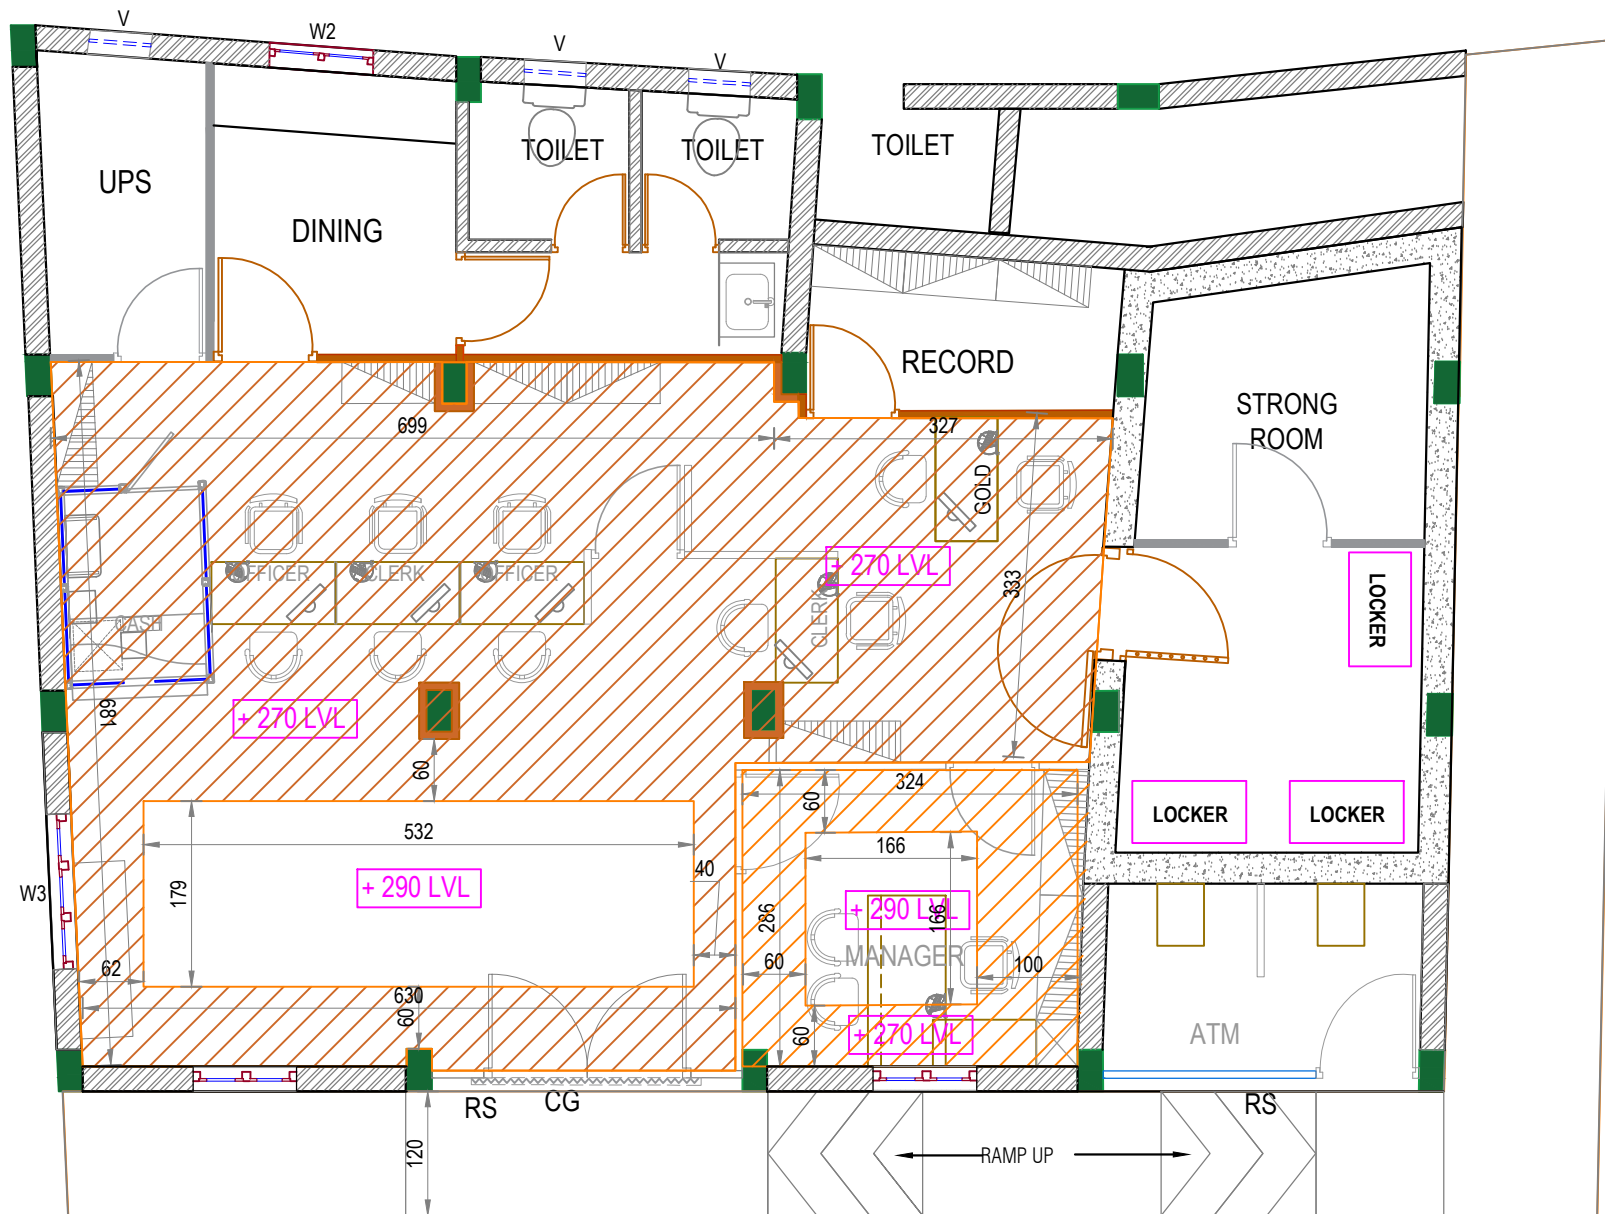 V
W2
V
V
TOILET
TOILET
TOILET
UPS
DINING
RECORD
STRONG
ROOM
699
327
GOLD
OFFICER
CLERK
OFFICER
+ 270 LVL
333
LOCKER
CASH
CLERK
681
+ 270 LVL
60
324
60
LOCKER
LOCKER
532
166
40
179
+ 290 LVL
W3
286
+ 290 LVL
166
MANAGER
62
60
100
630
60
60
+ 270 LVL
ATM
RS
CG
RS
120
RAMP UP